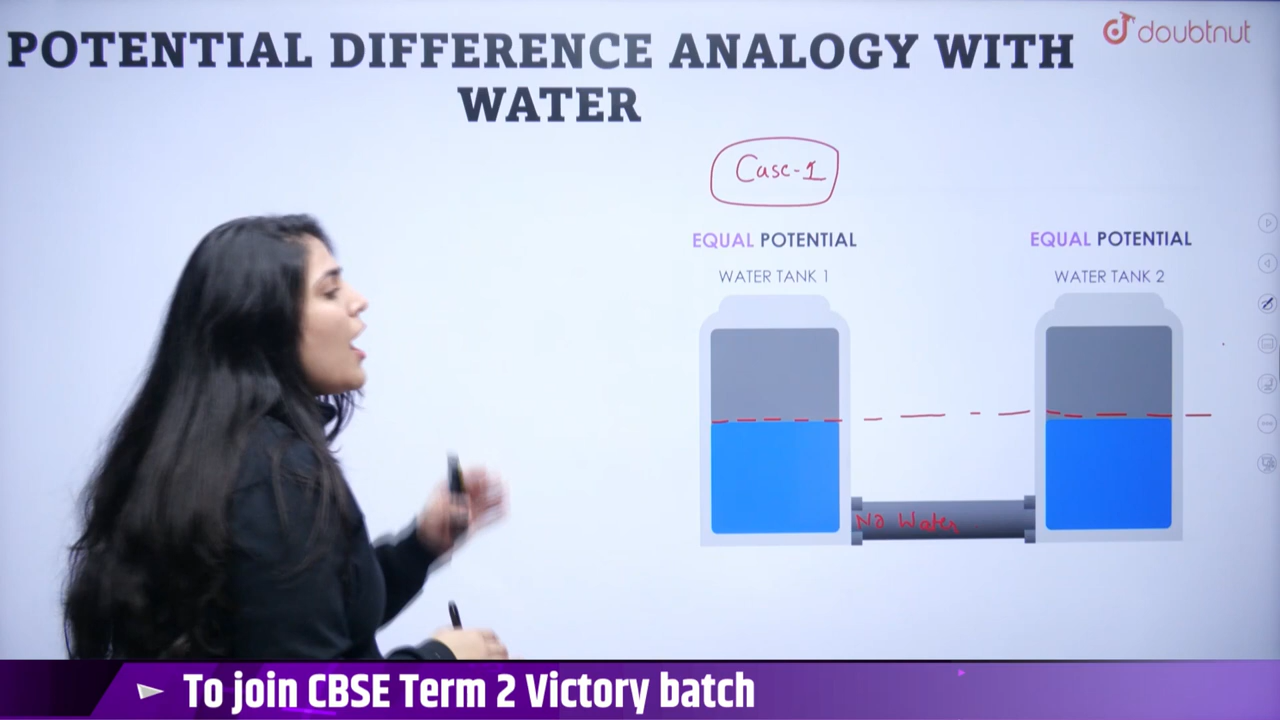 POTENTIAL DIFFERENCE ANALOGY WITH
WATER
doubtnut
Case-1
EQUAL POTENTIAL
WATER TANK 1
EQUAL POTENTIAL
WATER TANK 2
No Water
To join CBSE Term 2 Victory batch